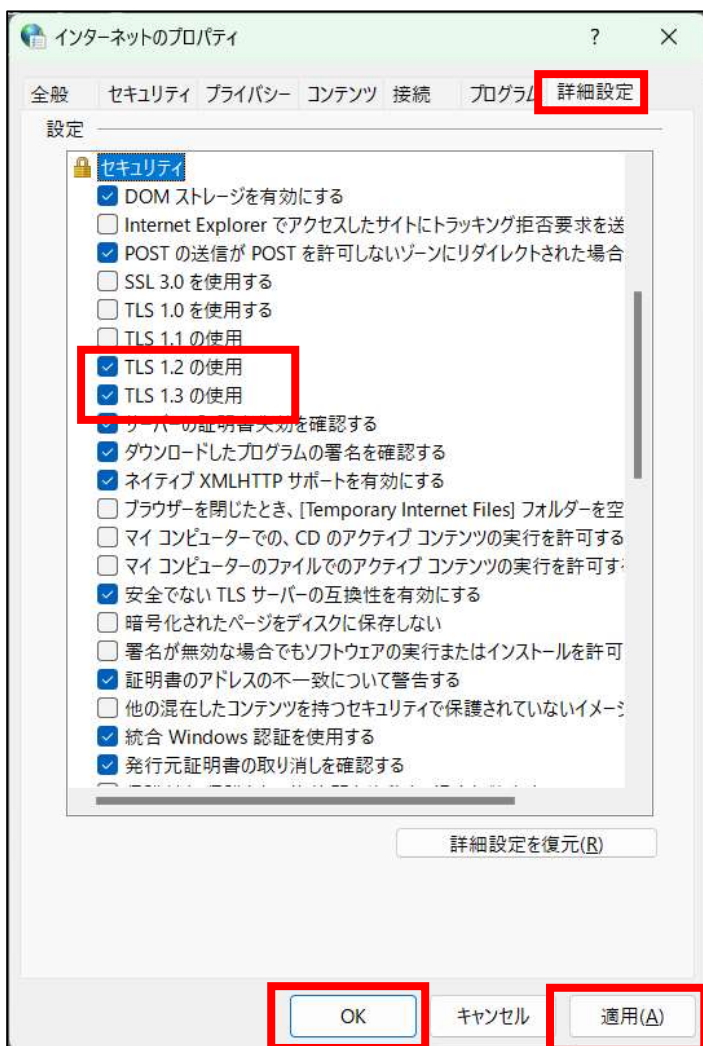 インターネットのプロパティ ? ×
全般 セキュリティ プライバシー コンテンツ 接続 プログラム 詳細設定
設定
セキュリティ
DOM ストレージを有効にする
Internet Explorer でアクセスしたサイトにトラッキング拒否要求を送
POST の送信が POST を許可しないゾーンにリダイレクトされた場合
SSL 3.0 を使用する
TLS 1.0 を使用する
TLS 1.1 の使用
TLS 1.2 の使用
TLS 1.3 の使用
サーバーの証明書失効を確認する
ダウンロードしたプログラムの署名を確認する
ネイティブ XMLHTTP サポートを有効にする
ブラウザーを閉じたとき、[Temporary Internet Files] フォルダーを空
マイ コンピューターでの、CD のアクティブ コンテンツの実行を許可する
マイ コンピューターのファイルでのアクティブ コンテンツの実行を許可す
安全でない TLS サーバーの互換性を有効にする
暗号化されたページをディスクに保存しない
署名が無効な場合でもソフトウェアの実行またはインストールを許可
証明書のアドレスの不一致について警告する
他の混在したコンテンツを持つセキュリティで保護されていないイメージ
統合 Windows 認証を使用する
発行元証明書の取り消しを確認する
詳細設定を復元(R)
OK キャンセル 適用(A)